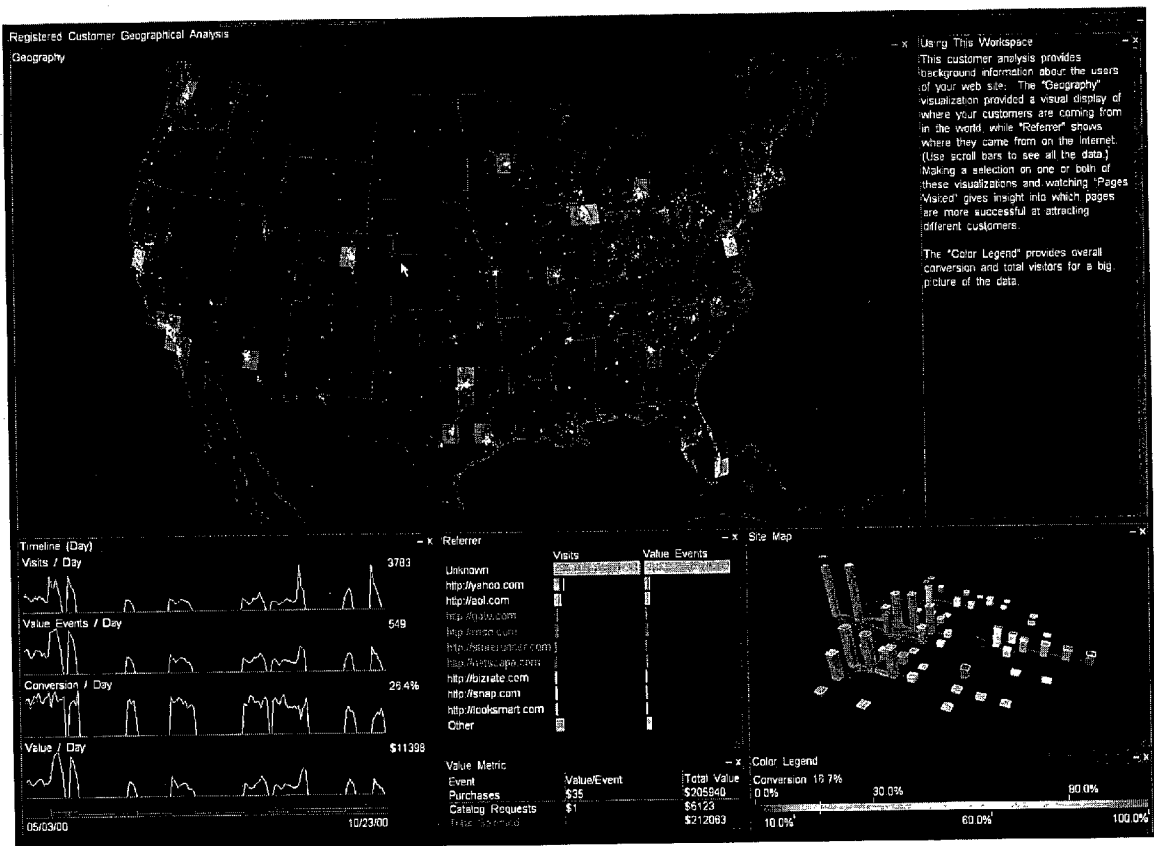 Registered Customer Geographical Analysis
Geography
Using This Workspace
This customer analysis provides
background information about the users
of your web site: The "Geography"
visualization provided a visual display of
where your customers are coming from
in the world, while "Referrer" shows
where they came from on the Internet.
(Use scroll bars to see all the data.)
Making a selection on one or both of
these visualizations and watching "Pages
Visited" gives insight into which pages
are more successful at attracting
different customers.
The "Color Legend" provides overall
conversion and total visitors for a big
picture of the data.
Timeline (Day)
Visits / Day 3783
Value Events / Day 549
Conversion / Day 26.4%
Value / Day $11398
05/03/00 10/23/00
Referrer
Visits Value Events
Unknown
http://yahoo.com
http://aol.com
http://netscape.com
http://bizrate.com
http://snap.com
http://looksmart.com
Other
Value Metric
Event Value/Event Total Value
Purchases $35 $205940
Catalog Requests $1 $6123
$212063
Site Map
Color Legend
Conversion 16.7%
0.0% 30.0% 80.0%
10.0% 60.0% 100.0%